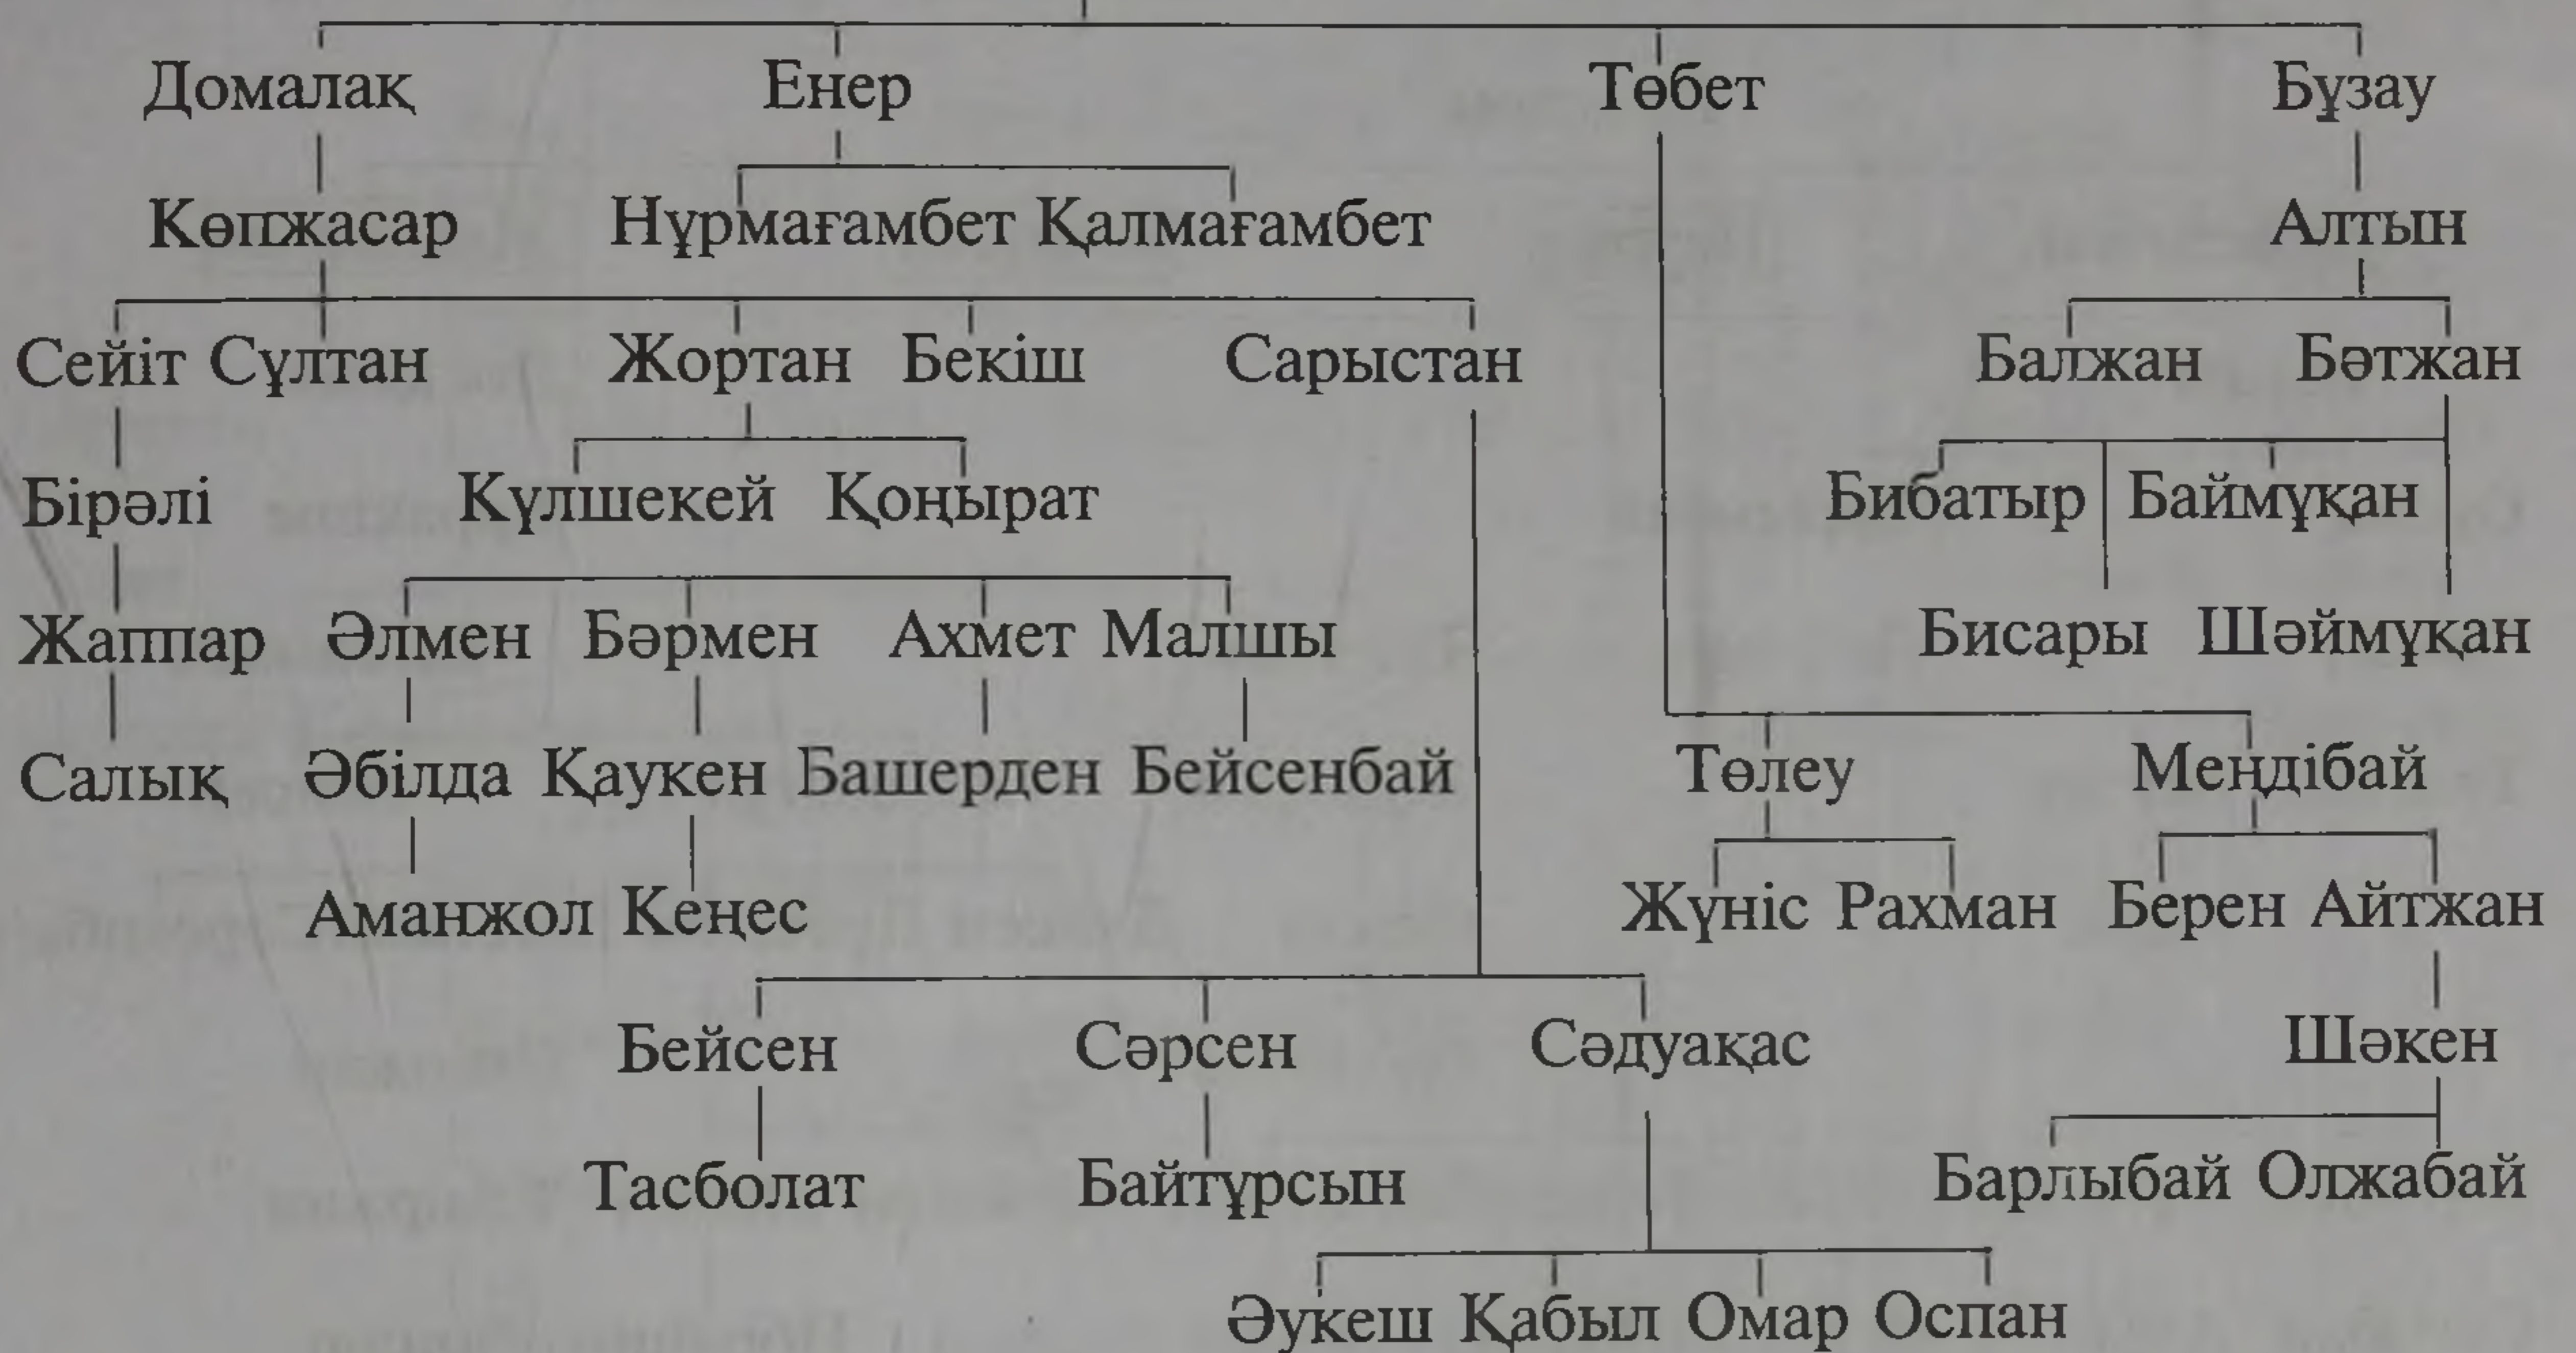 Домалақ Енер Төбет Бұзау
Көпжасар Нұрмағамбет Қалмағамбет Алтын
Сейіт Сұлтан Жортан Бекіш Сарыстан Балжан Бәтжан
Бірәлі Күлшекей Қоңырат Бибатыр Баймұқан
Жаппар Әлмен Бәрмен Ахмет Малшы Бисары Шәймұқан
Салық Әбілда Қаукен Башерден Бейсенбай Төлеу Меңдібай
Аманжол Кеңес Жүніс Рахман Берен Айтжан
Бейсен Сәрсен Сәдуақас Шәкен
Тасболат Байтұрсын Барлыбай Олжабай
Әукеш Қабыл Омар Оспан